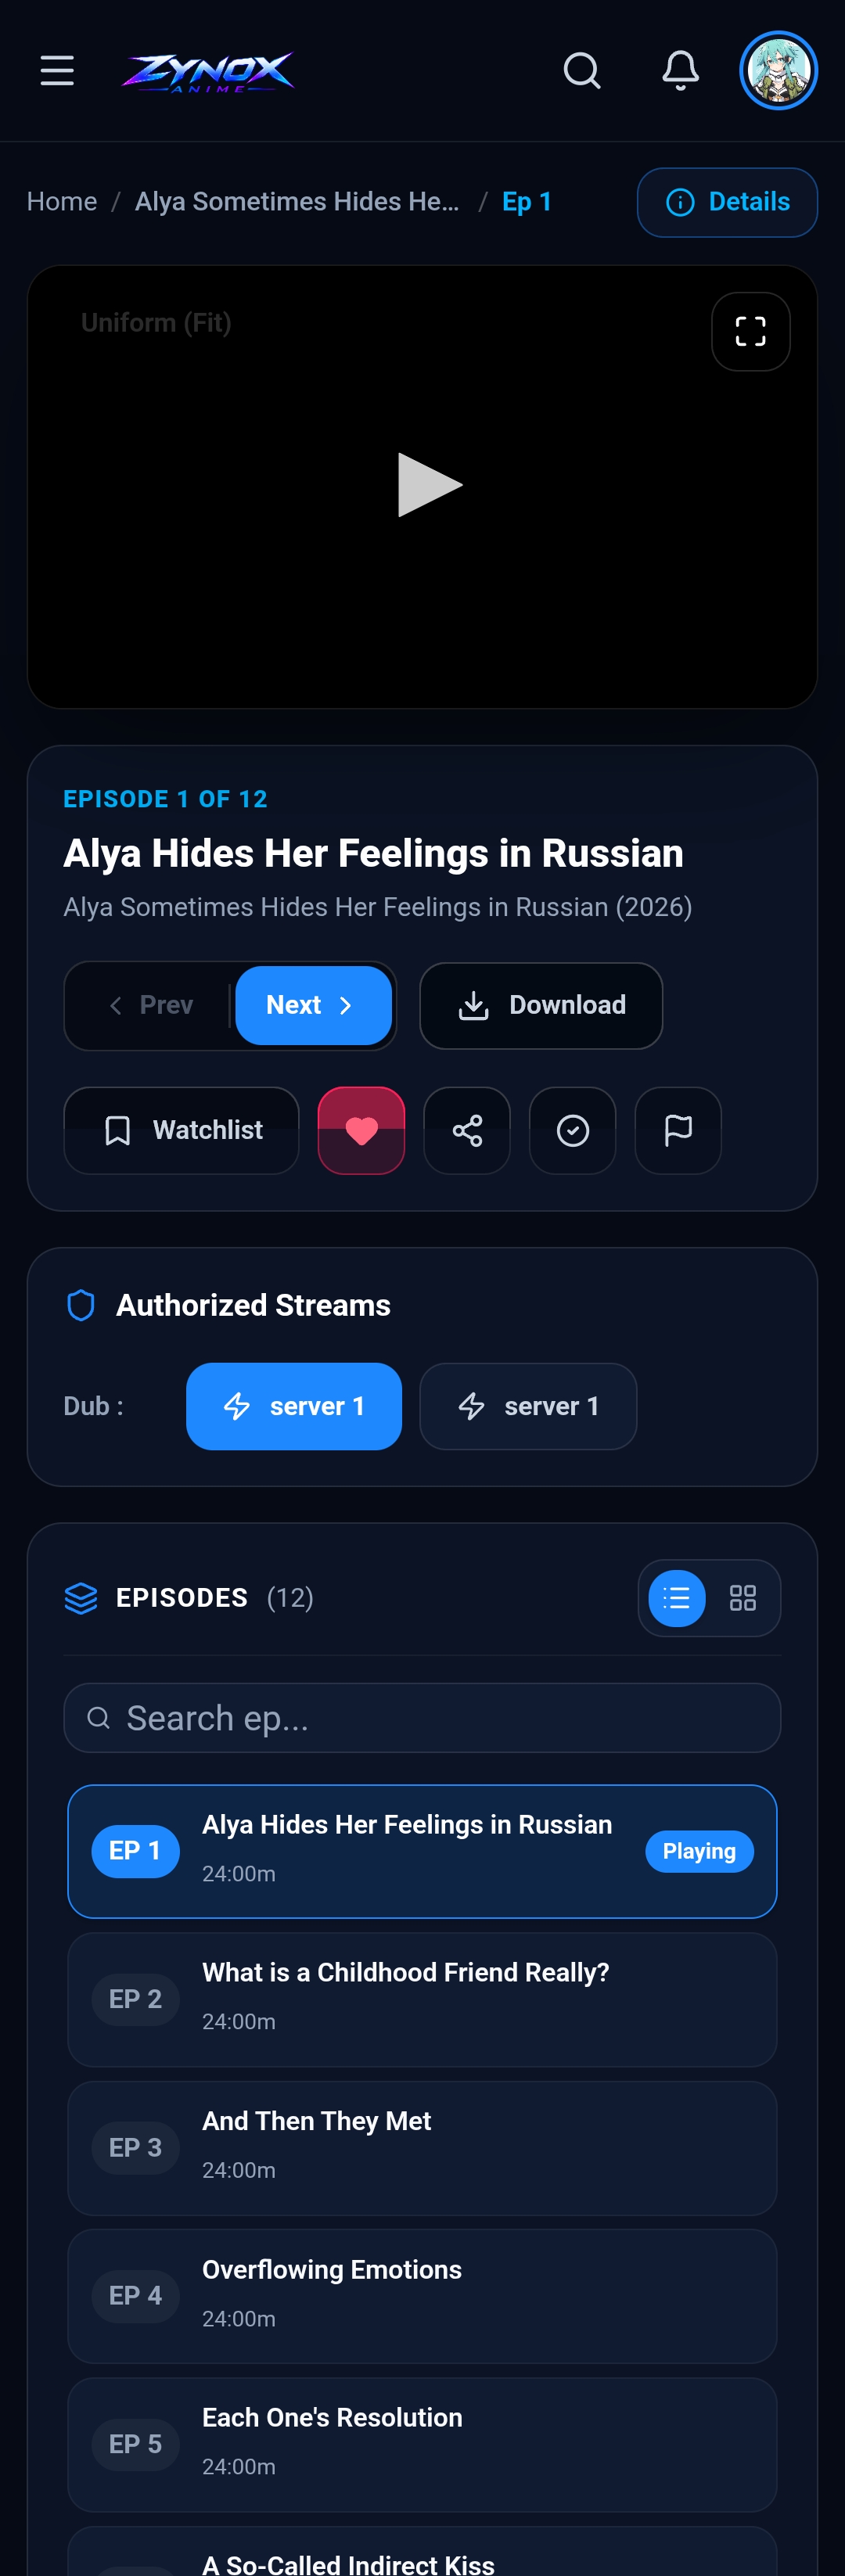 ZYNOX
ANIME
Home / Alya Sometimes Hides He... / Ep 1
Details
Uniform (Fit)
EPISODE 1 OF 12
Alya Hides Her Feelings in Russian
Alya Sometimes Hides Her Feelings in Russian (2026)
Prev
Next
Download
Watchlist
Authorized Streams
Dub :
server 1
server 1
EPISODES (12)
Search ep...
EP 1
Alya Hides Her Feelings in Russian
24:00m
Playing
EP 2
What is a Childhood Friend Really?
24:00m
EP 3
And Then They Met
24:00m
EP 4
Overflowing Emotions
24:00m
EP 5
Each One's Resolution
24:00m
A So-Called Indirect Kiss